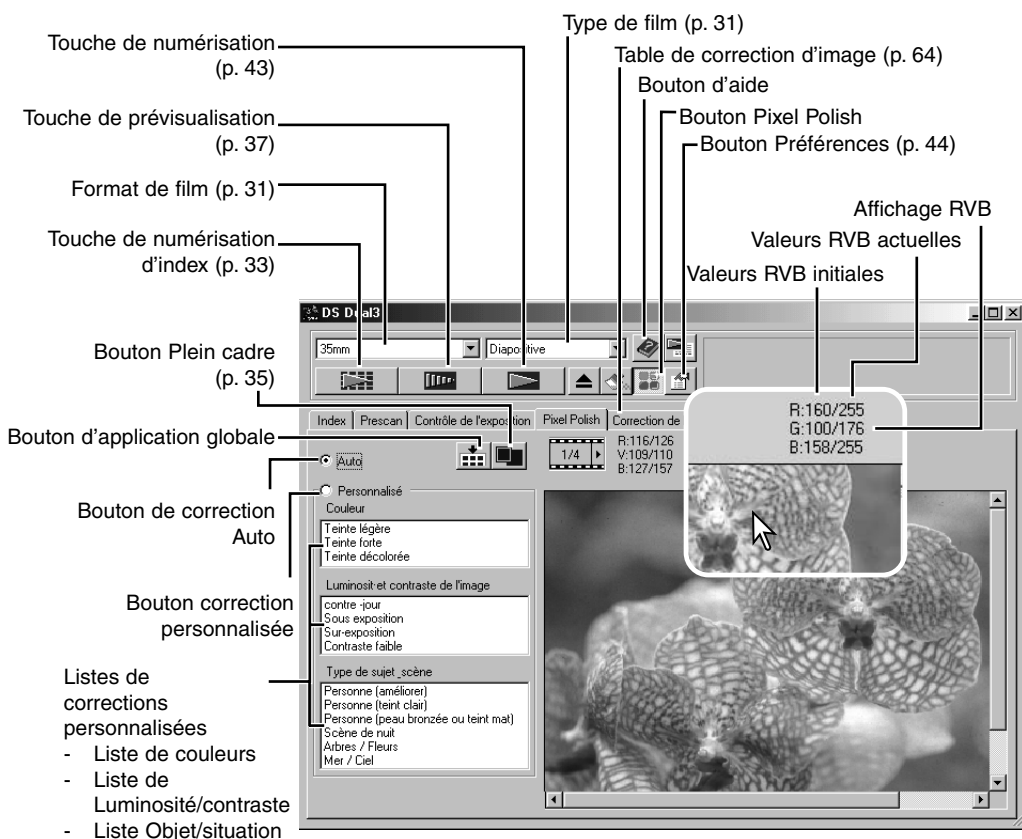 Type de film (p. 31)
Touche de numérisation
(p. 43)
Table de correction d'image (p. 64)
Bouton d'aide
Touche de prévisualisation
(p. 37)
Bouton Pixel Polish
Bouton Préférences (p. 44)
Format de film (p. 31)
Affichage RVB
Touche de numérisation
d'index (p. 33)
Valeurs RVB actuelles
Valeurs RVB initiales
Bouton Plein cadre
(p. 35)
Bouton d'application globale
Bouton de correction
Auto
Bouton correction
personnalisée
Listes de
corrections
personnalisées
- Liste de couleurs
- Liste de
Luminosité/contraste
- Liste Objet/situation
DS Dual3
35mm
Diapositive
Index
Prescan
Contrôle de l'exposition
Pixel Polish
Correction de
Auto
1/4
R:116/126
V:109/110
B:127/157
R:160/255
G:100/176
B:158/255
Personnalisé
Couleur
Teinte légère
Teinte forte
Teinte décolorée
Luminosit et contraste de l'image
contre -jour
Sous exposition
Sur-exposition
Contraste faible
Type de sujet_scène
Personne (améliorer)
Personne (teint clair)
Personne (peau bronzée ou teint mat)
Scène de nuit
Arbres / Fleurs
Mer / Ciel